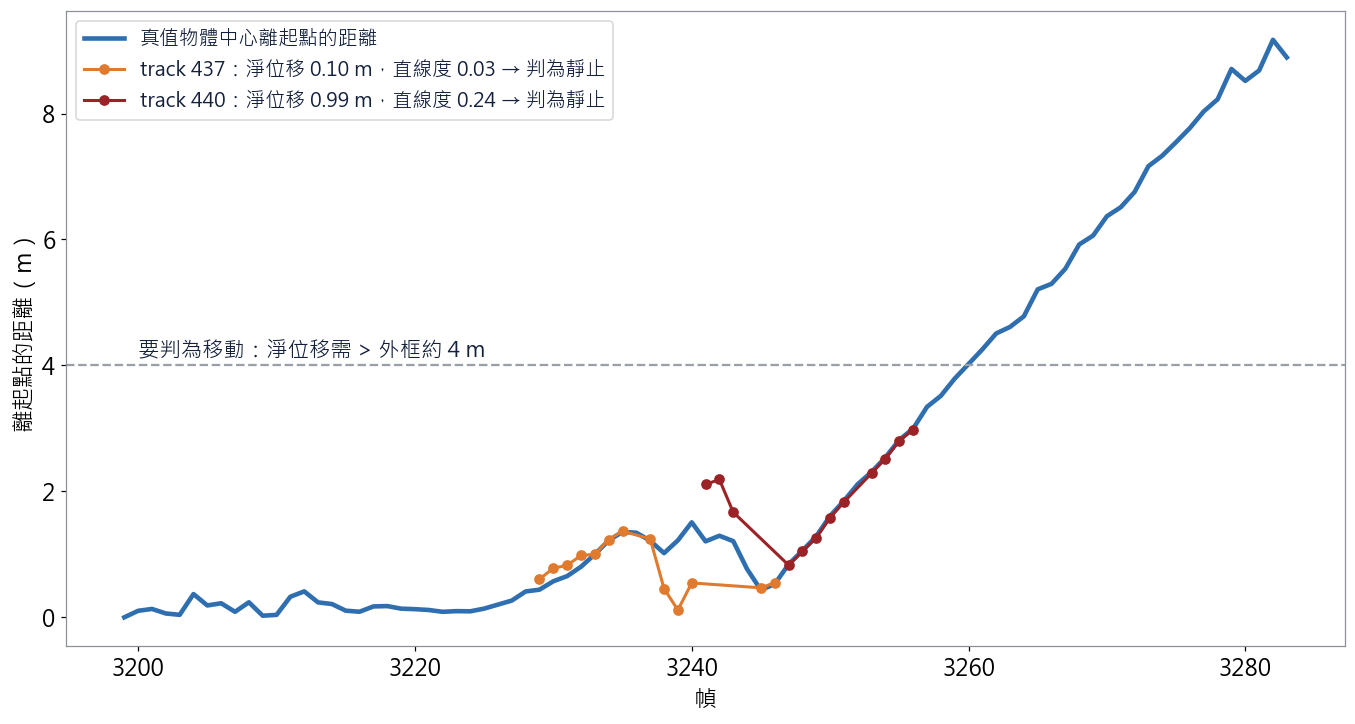 真值物體中心離起點的距離
track 437：淨位移 0.10 m，直線度 0.03 → 判為靜止
track 440：淨位移 0.99 m，直線度 0.24 → 判為靜止
離起點的距離（m）
8
6
4
2
0
要判為移動：淨位移需 > 外框約 4 m
3200
3220
3240
3260
3280
幀